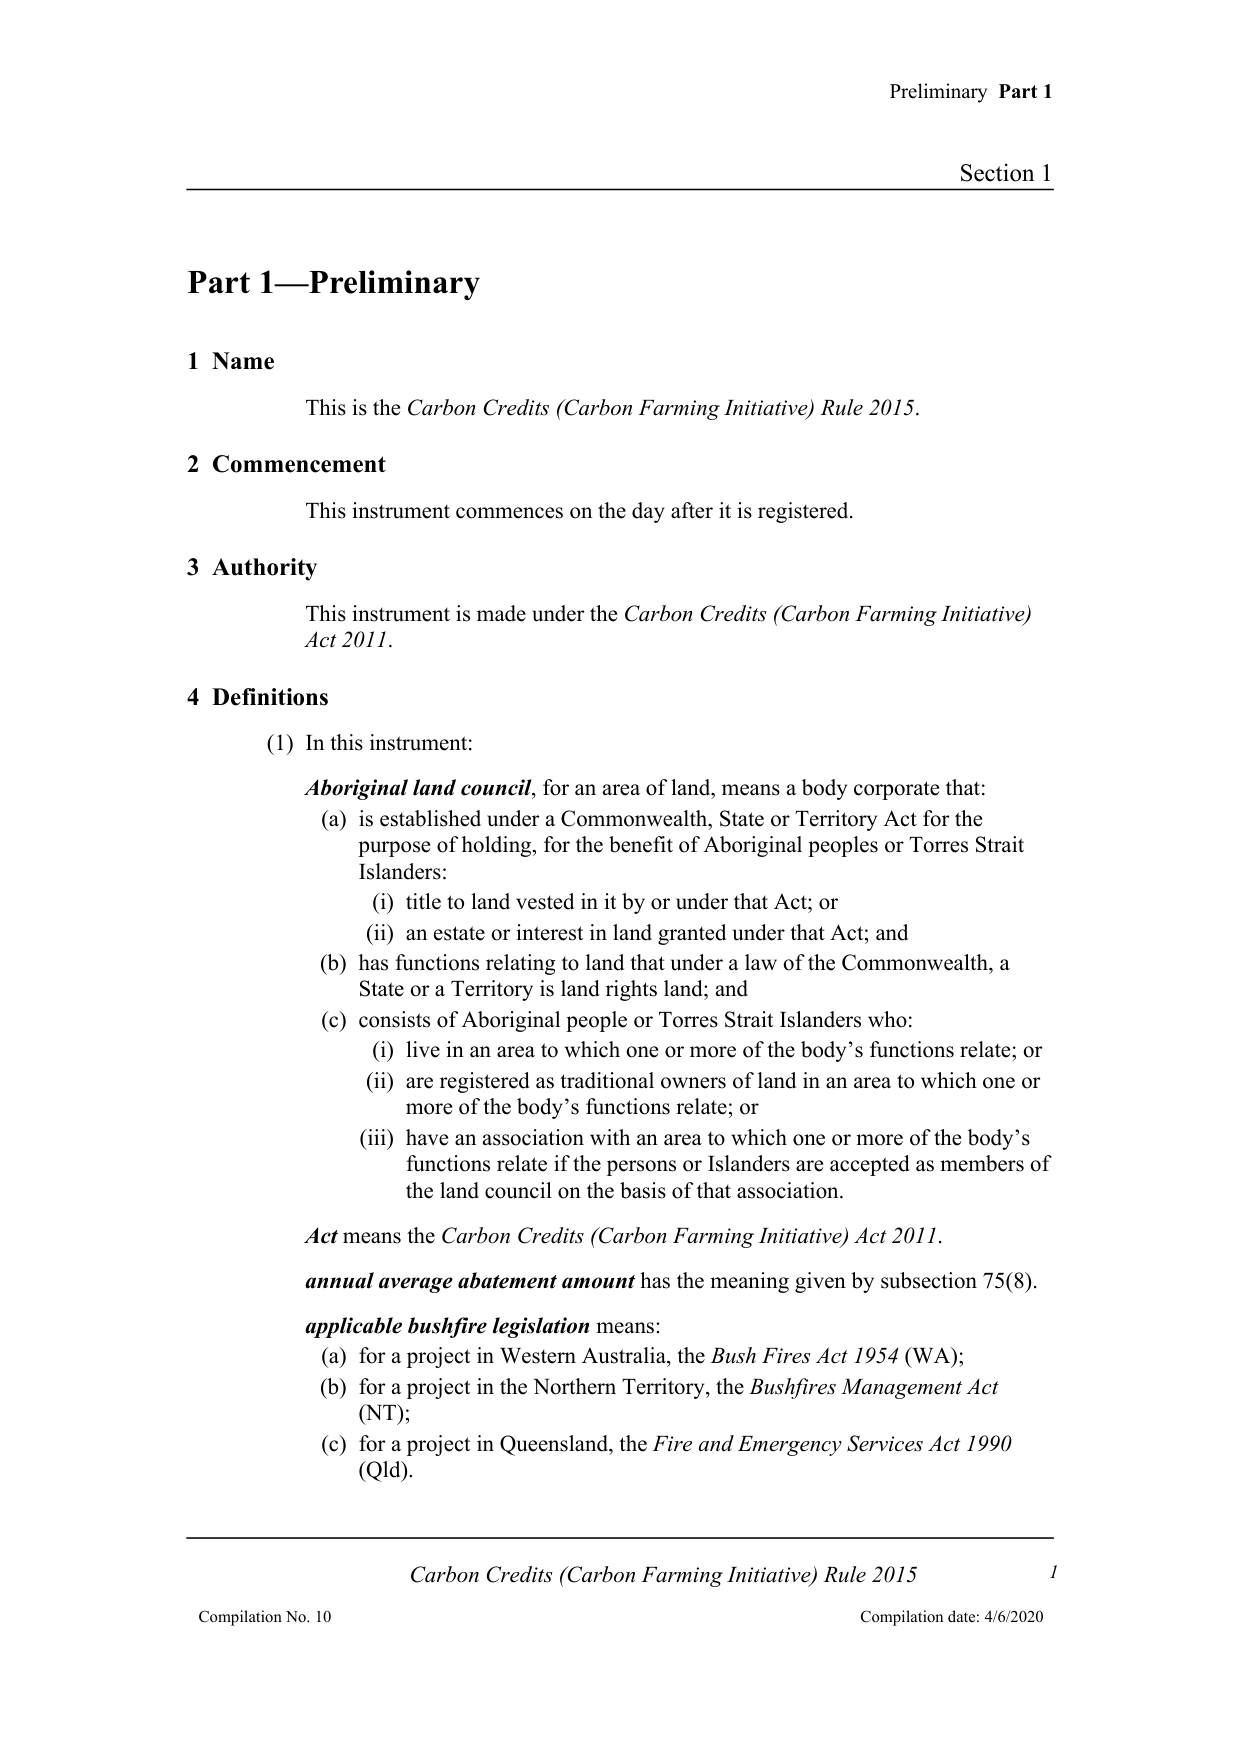 Preliminary Part 1
Section 1
Part 1—Preliminary
1 Name
This is the Carbon Credits (Carbon Farming Initiative) Rule 2015.
2 Commencement
This instrument commences on the day after it is registered.
3 Authority
This instrument is made under the Carbon Credits (Carbon Farming Initiative)
Act 2011.
4 Definitions
(1) In this instrument:
Aboriginal land council, for an area of land, means a body corporate that:
(a) is established under a Commonwealth, State or Territory Act for the
purpose of holding, for the benefit of Aboriginal peoples or Torres Strait
Islanders:
(i) title to land vested in it by or under that Act; or
(ii) an estate or interest in land granted under that Act; and
(b) has functions relating to land that under a law of the Commonwealth, a
State or a Territory is land rights land; and
(c) consists of Aboriginal people or Torres Strait Islanders who:
(i) live in an area to which one or more of the body’s functions relate; or
(ii) are registered as traditional owners of land in an area to which one or
more of the body’s functions relate; or
(iii) have an association with an area to which one or more of the body’s
functions relate if the persons or Islanders are accepted as members of
the land council on the basis of that association.
Act means the Carbon Credits (Carbon Farming Initiative) Act 2011.
annual average abatement amount has the meaning given by subsection 75(8).
applicable bushfire legislation means:
(a) for a project in Western Australia, the Bush Fires Act 1954 (WA);
(b) for a project in the Northern Territory, the Bushfires Management Act
(NT);
(c) for a project in Queensland, the Fire and Emergency Services Act 1990
(Qld).
Carbon Credits (Carbon Farming Initiative) Rule 2015 1
Compilation No. 10 Compilation date: 4/6/2020